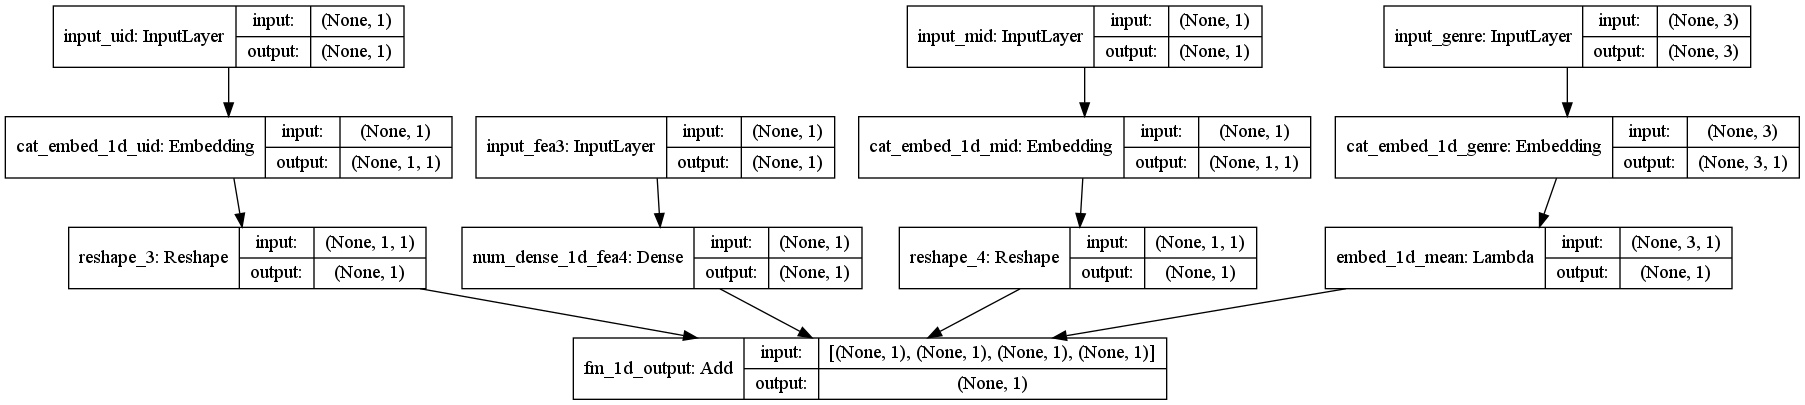 input_uid: InputLayer input: (None, 1)
output: (None, 1)
input_mid: InputLayer input: (None, 1)
output: (None, 1)
input_genre: InputLayer input: (None, 3)
output: (None, 3)
cat_embed_1d_uid: Embedding input: (None, 1)
output: (None, 1, 1)
input_fea3: InputLayer input: (None, 1)
output: (None, 1)
cat_embed_1d_mid: Embedding input: (None, 1)
output: (None, 1, 1)
cat_embed_1d_genre: Embedding input: (None, 3)
output: (None, 3, 1)
reshape_3: Reshape input: (None, 1, 1)
output: (None, 1)
num_dense_1d_fea4: Dense input: (None, 1)
output: (None, 1)
reshape_4: Reshape input: (None, 1, 1)
output: (None, 1)
embed_1d_mean: Lambda input: (None, 3, 1)
output: (None, 1)
fm_1d_output: Add input: [(None, 1), (None, 1), (None, 1), (None, 1)]
output: (None, 1)